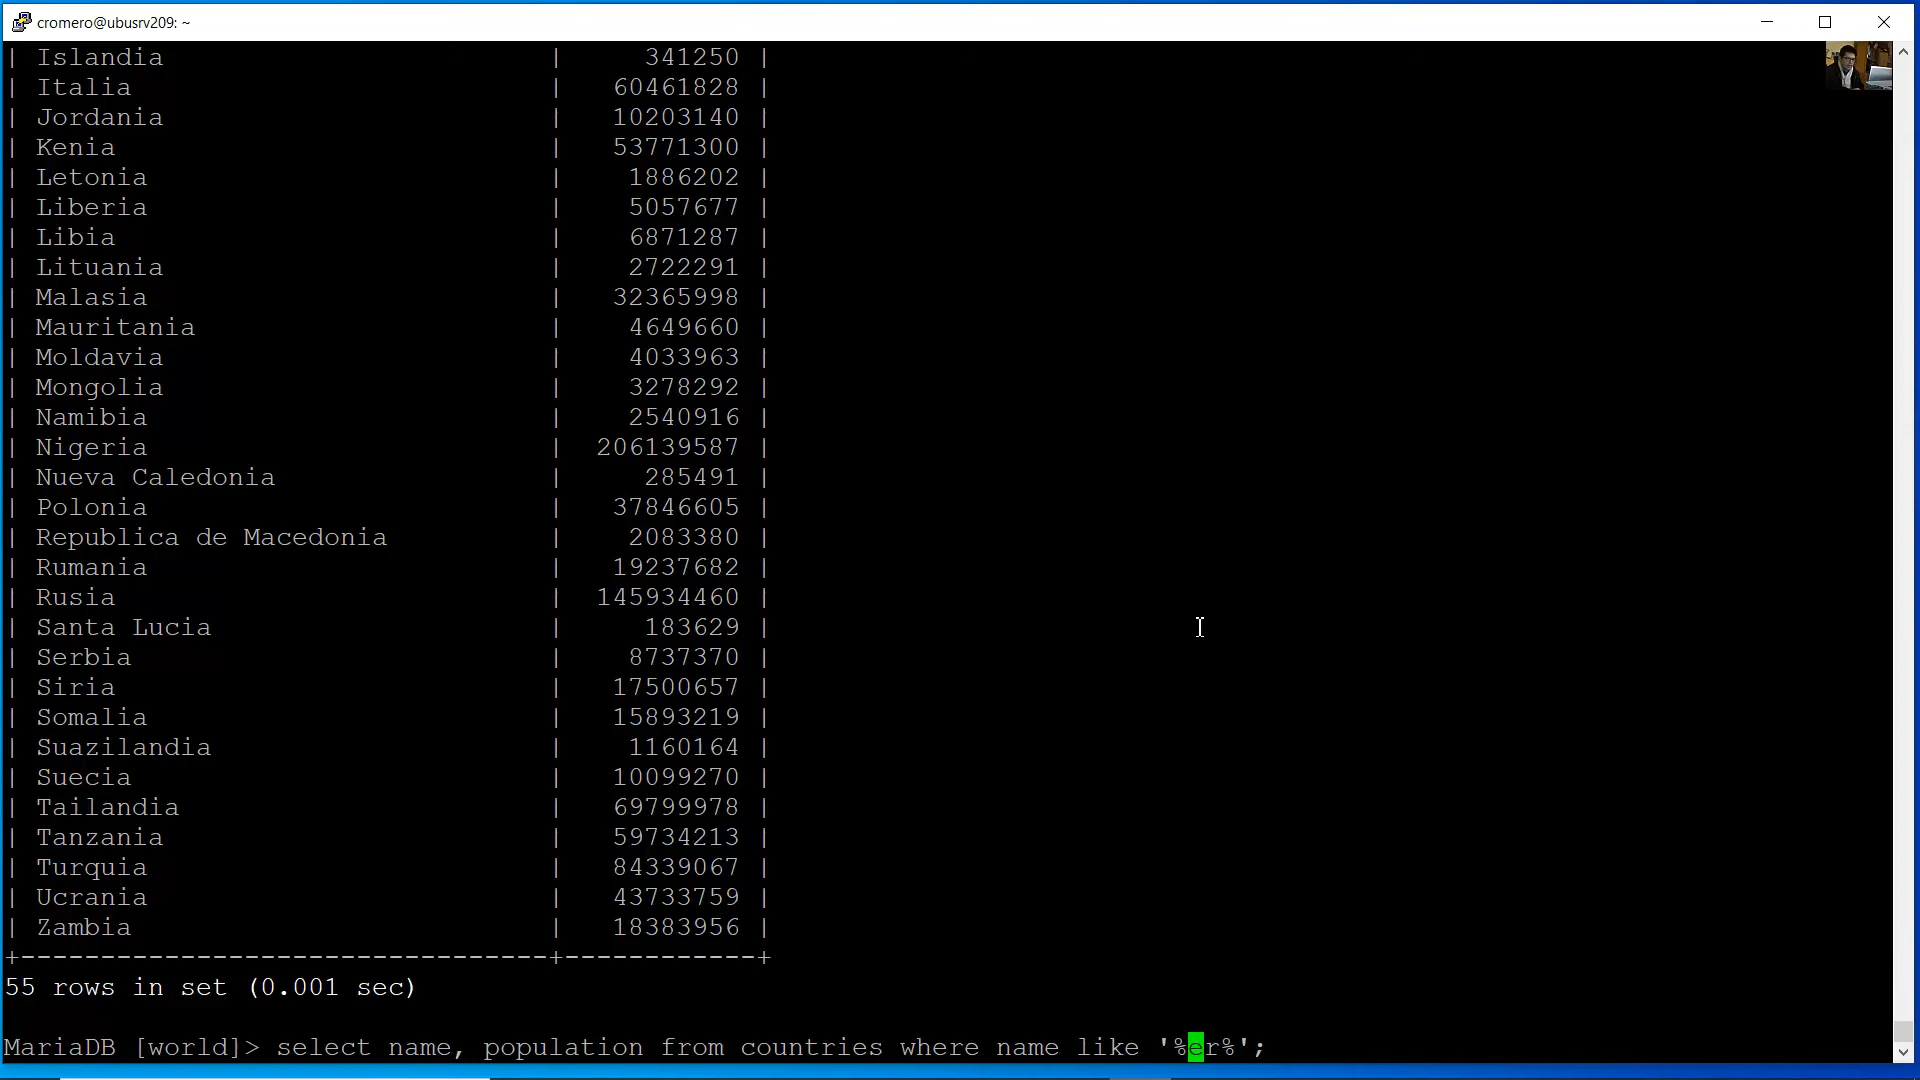 cromero@ubusrv209: ~
| Islandia | 341250 |
| Italia | 60461828 |
| Jordania | 10203140 |
| Kenia | 53771300 |
| Letonia | 1886202 |
| Liberia | 5057677 |
| Libia | 6871287 |
| Lituania | 2722291 |
| Malasia | 32365998 |
| Mauritania | 4649660 |
| Moldavia | 4033963 |
| Mongolia | 3278292 |
| Namibia | 2540916 |
| Nigeria | 206139587 |
| Nueva Caledonia | 285491 |
| Polonia | 37846605 |
| Republica de Macedonia | 2083380 |
| Rumania | 19237682 |
| Rusia | 145934460 |
| Santa Lucia | 183629 |
| Serbia | 8737370 |
| Siria | 17500657 |
| Somalia | 15893219 |
| Suazilandia | 1160164 |
| Suecia | 10099270 |
| Tailandia | 69799978 |
| Tanzania | 59734213 |
| Turquia | 84339067 |
| Ucrania | 43733759 |
| Zambia | 18383956 |
+----------------------------------+------------+
55 rows in set (0.001 sec)
MariaDB [world]> select name, population from countries where name like '%er%';